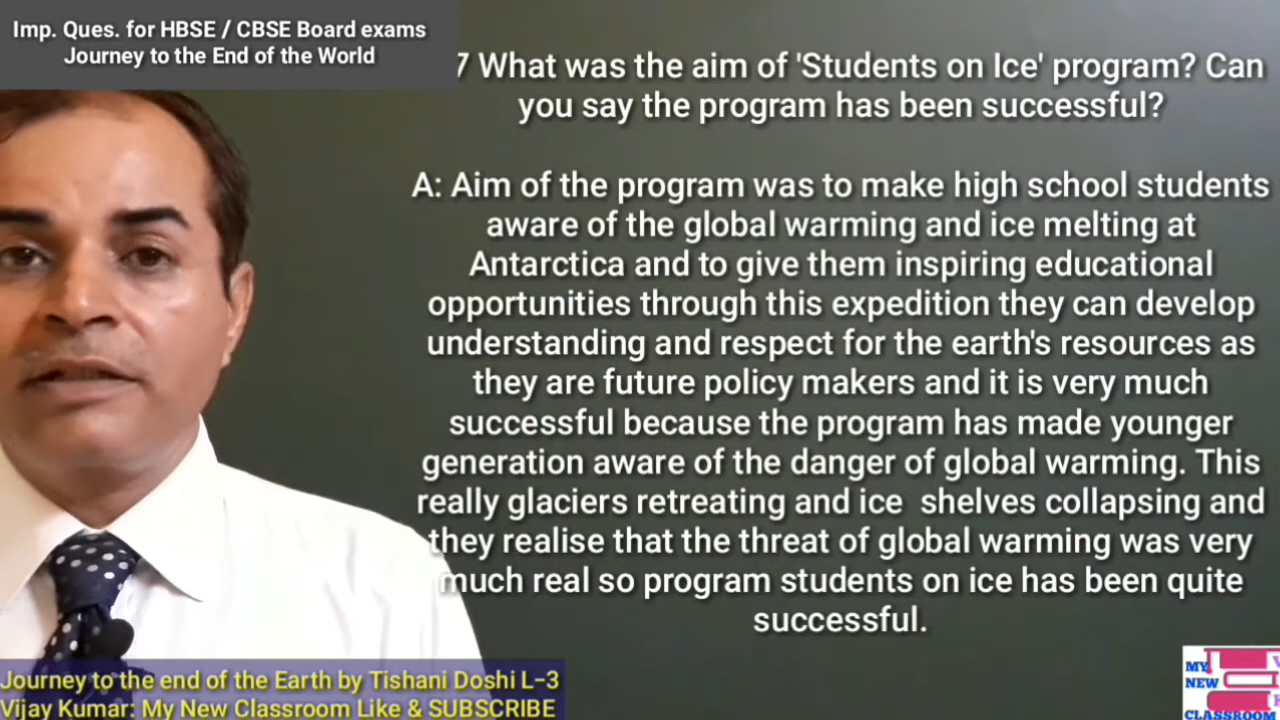 Imp. Ques. for HBSE / CBSE Board exams
Journey to the End of the World
7 What was the aim of 'Students on Ice' program? Can
you say the program has been successful?
A: Aim of the program was to make high school students
aware of the global warming and ice melting at
Antarctica and to give them inspiring educational
opportunities through this expedition they can develop
understanding and respect for the earth's resources as
they are future policy makers and it is very much
successful because the program has made younger
generation aware of the danger of global warming. This
really glaciers retreating and ice shelves collapsing and
they realise that the threat of global warming was very
much real so program students on ice has been quite
successful.
Journey to the end of the Earth by Tishani Doshi L-3
Vijay Kumar: My New Classroom Like & SUBSCRIBE
MY
NEW
CLASSROOM